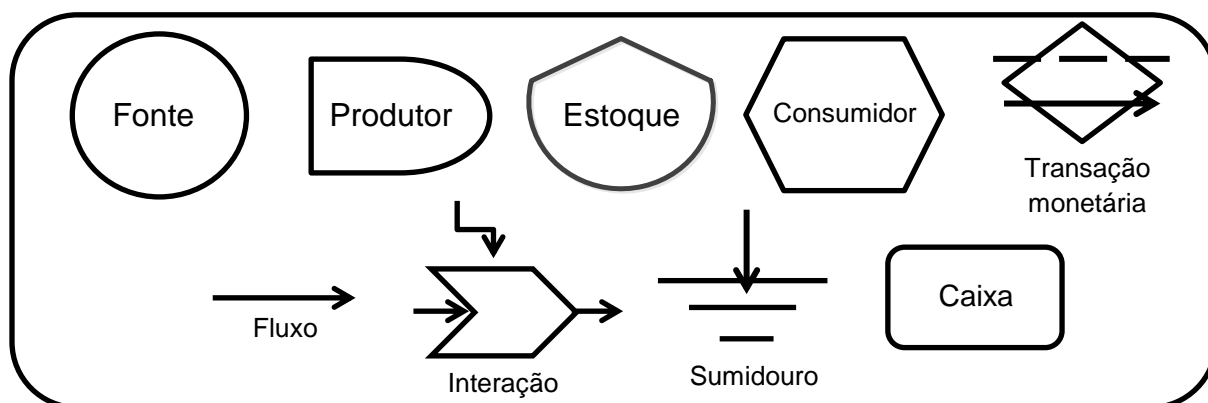 Fonte
Produtor
Estoque
Consumidor
Transação
monetária
Fluxo
Interação
Sumidouro
Caixa